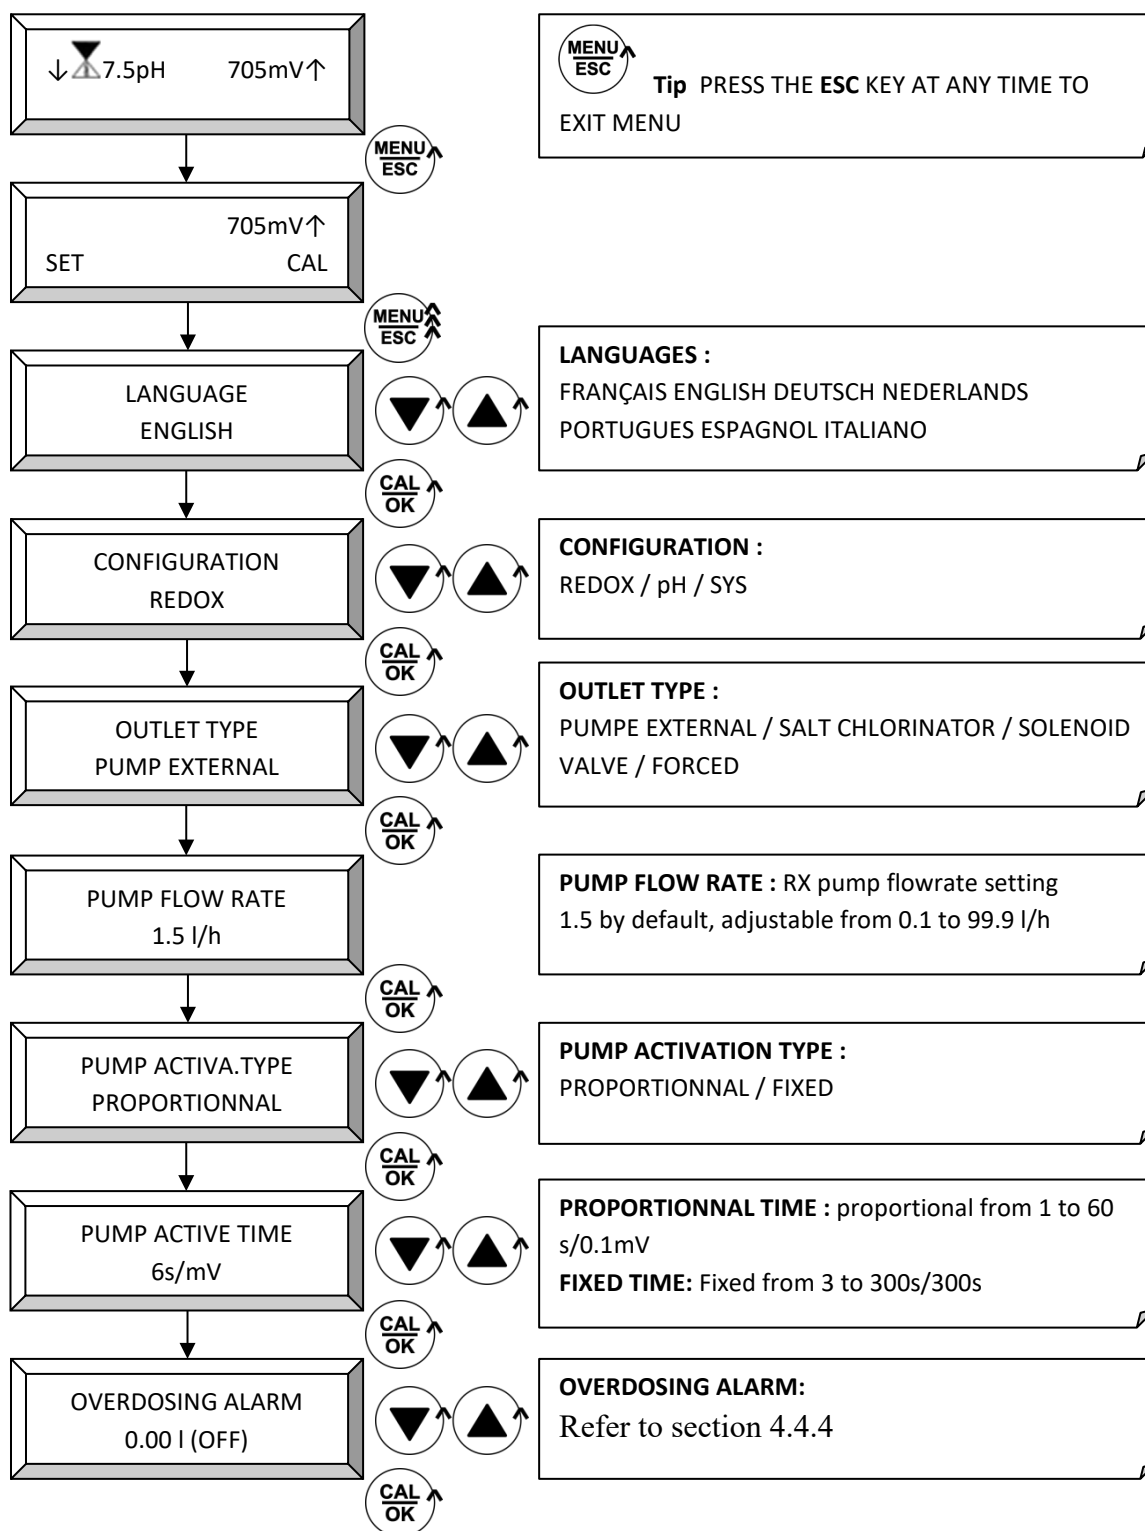 ↓ 7.5pH 705mV↑
MENU
ESC
Tip PRESS THE ESC KEY AT ANY TIME TO
EXIT MENU
MENU
ESC
705mV↑
SET CAL
MENU
ESC
LANGUAGE
ENGLISH
LANGUAGES :
FRANÇAIS ENGLISH DEUTSCH NEDERLANDS
PORTUGUES ESPAGNOL ITALIANO
CAL
OK
CONFIGURATION
REDOX
CONFIGURATION :
REDOX / pH / SYS
CAL
OK
OUTLET TYPE
PUMP EXTERNAL
OUTLET TYPE :
PUMPE EXTERNAL / SALT CHLORINATOR / SOLENOID
VALVE / FORCED
CAL
OK
PUMP FLOW RATE
1.5 l/h
PUMP FLOW RATE : RX pump flowrate setting
1.5 by default, adjustable from 0.1 to 99.9 l/h
CAL
OK
PUMP ACTIVA.TYPE
PROPORTIONNAL
PUMP ACTIVATION TYPE :
PROPORTIONNAL / FIXED
CAL
OK
PUMP ACTIVE TIME
6s/mV
PROPORTIONNAL TIME : proportional from 1 to 60
s/0.1mV
FIXED TIME: Fixed from 3 to 300s/300s
CAL
OK
OVERDOSING ALARM
0.00 l (OFF)
OVERDOSING ALARM:
Refer to section 4.4.4
CAL
OK